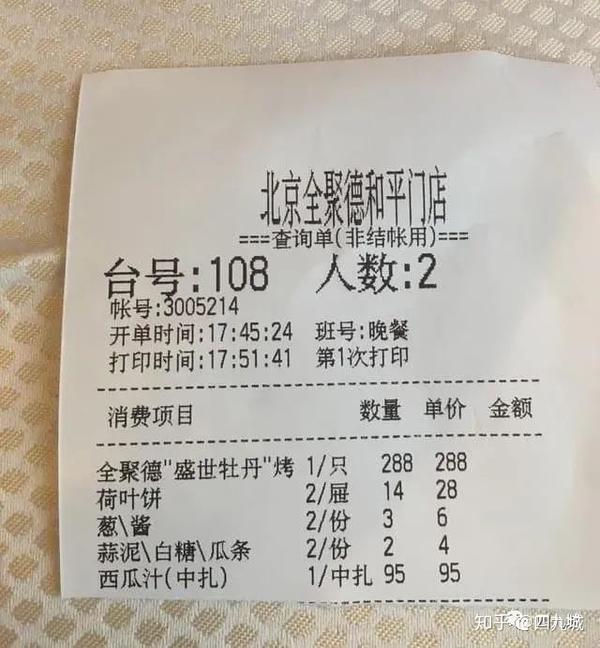 北京全聚德和平门店
===查询单(非结帐用)===
台号:108 人数:2
帐号:3005214
开单时间:17:45:24 班号:晚餐
打印时间:17:51:41 第1次打印
消费项目 数量 单价 金额
全聚德"盛世牡丹"烤 1/只 288 288
荷叶饼 2/屉 14 28
葱\酱 2/份 3 6
蒜泥\白糖\瓜条 2/份 2 4
西瓜汁(中扎) 1/中扎 95 95
知乎 @四九城